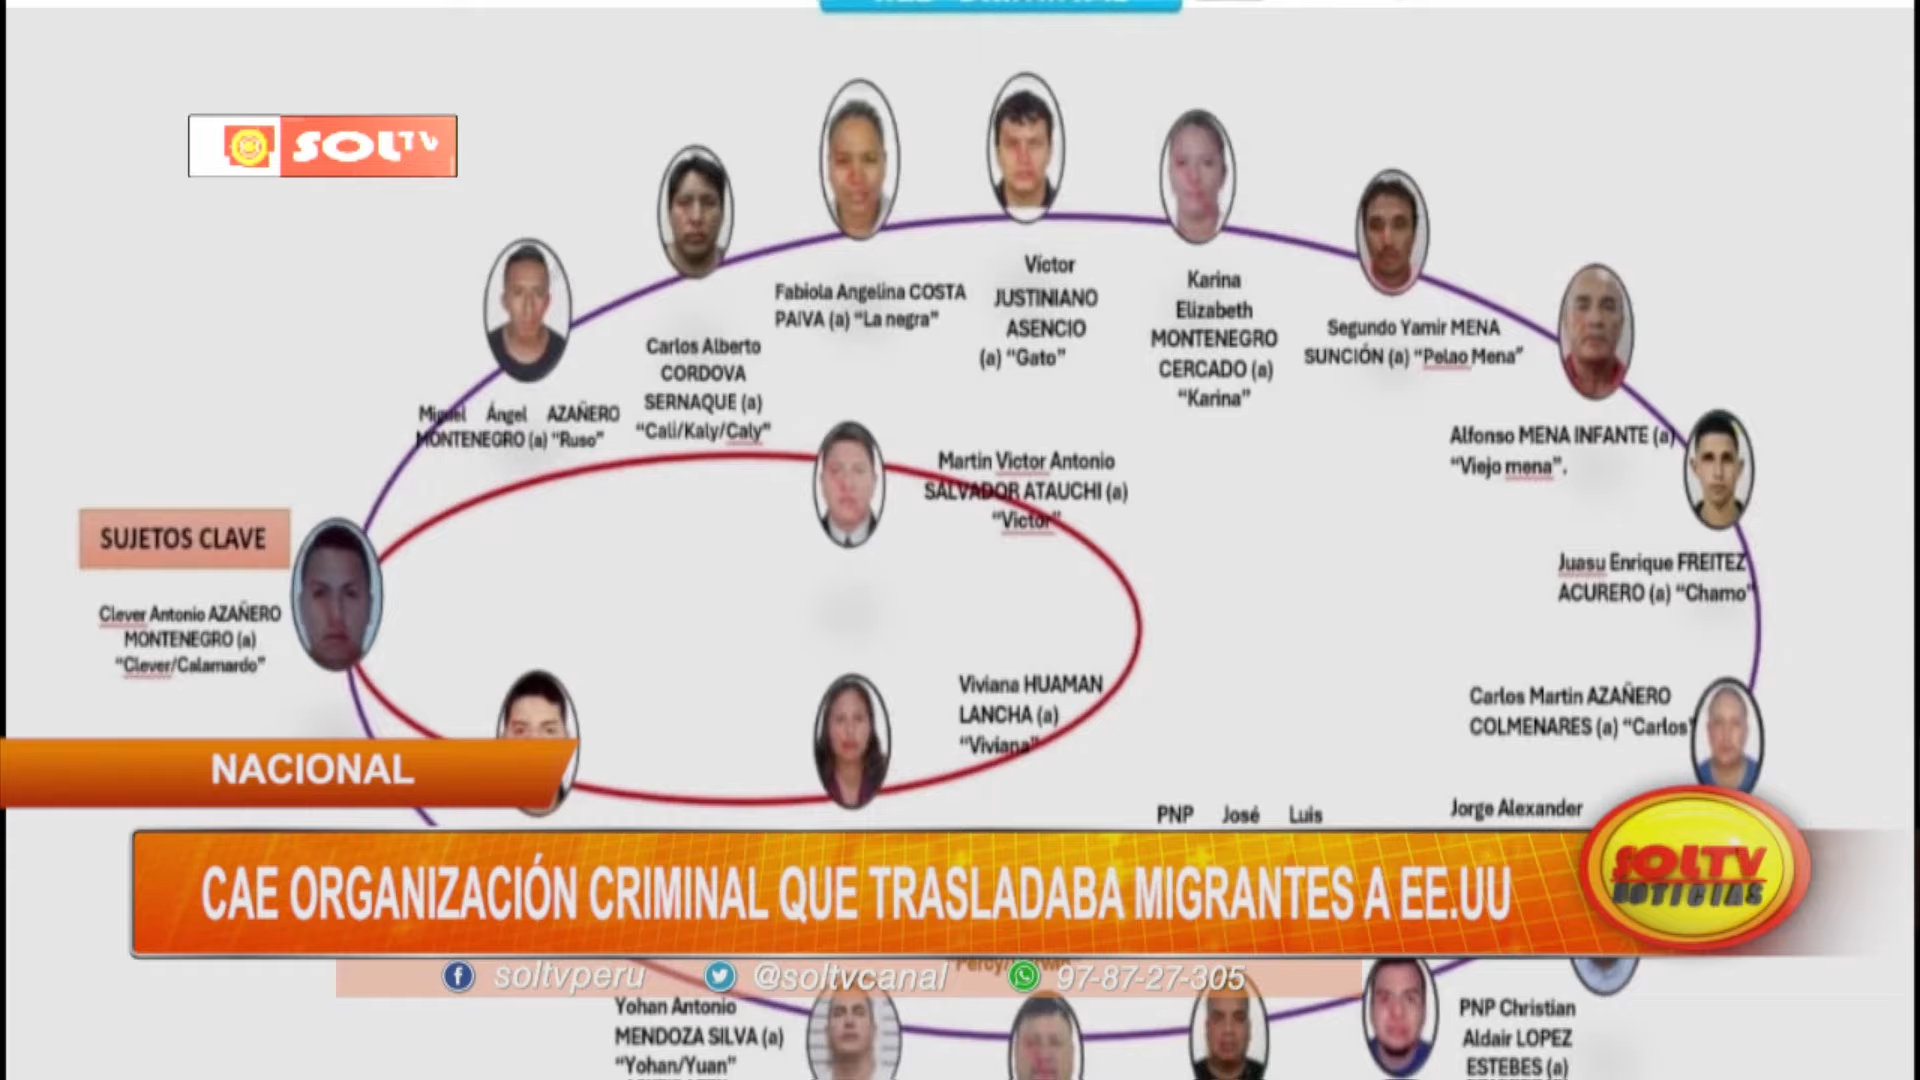 SOLTV
Víctor
JUSTINIANO
ASENCIO
(a) “Gato”
Karina
Elizabeth
MONTENEGRO
CERCADO (a)
“Karina”
Fabiola Angelina COSTA
PAIVA (a) “La negra”
Segundo Yamir MENA
SUNCIÓN (a) “Pelao Mena”
Carlos Alberto
CORDOVA
SERNAQUE (a)
“Cali/Kaly/Caly”
Miguel Ángel AZAÑERO
MONTENEGRO (a) “Ruso”
Alfonso MENA INFANTE (a)
“Viejo mena”.
Martin Victor Antonio
SALVADOR ATAUCHI (a)
“Victor”
SUJETOS CLAVE
Clever Antonio AZAÑERO
MONTENEGRO (a)
“Clever/Calamardo”
Juasu Enrique FREITEZ
ACURERO (a) “Chamo”
Viviana HUAMAN
LANCHA (a)
“Viviana”
Carlos Martin AZAÑERO
COLMENARES (a) “Carlos”
NACIONAL
PNP José Luis
Jorge Alexander
CAE ORGANIZACIÓN CRIMINAL QUE TRASLADABA MIGRANTES A EE.UU
SOLTV
NOTICIAS
soltvperu @soltvcanal 97-87-27-305
Yohan Antonio
MENDOZA SILVA (a)
“Yohan/Yuan”
PNP Christian
Aldair LOPEZ
ESTEBES (a)